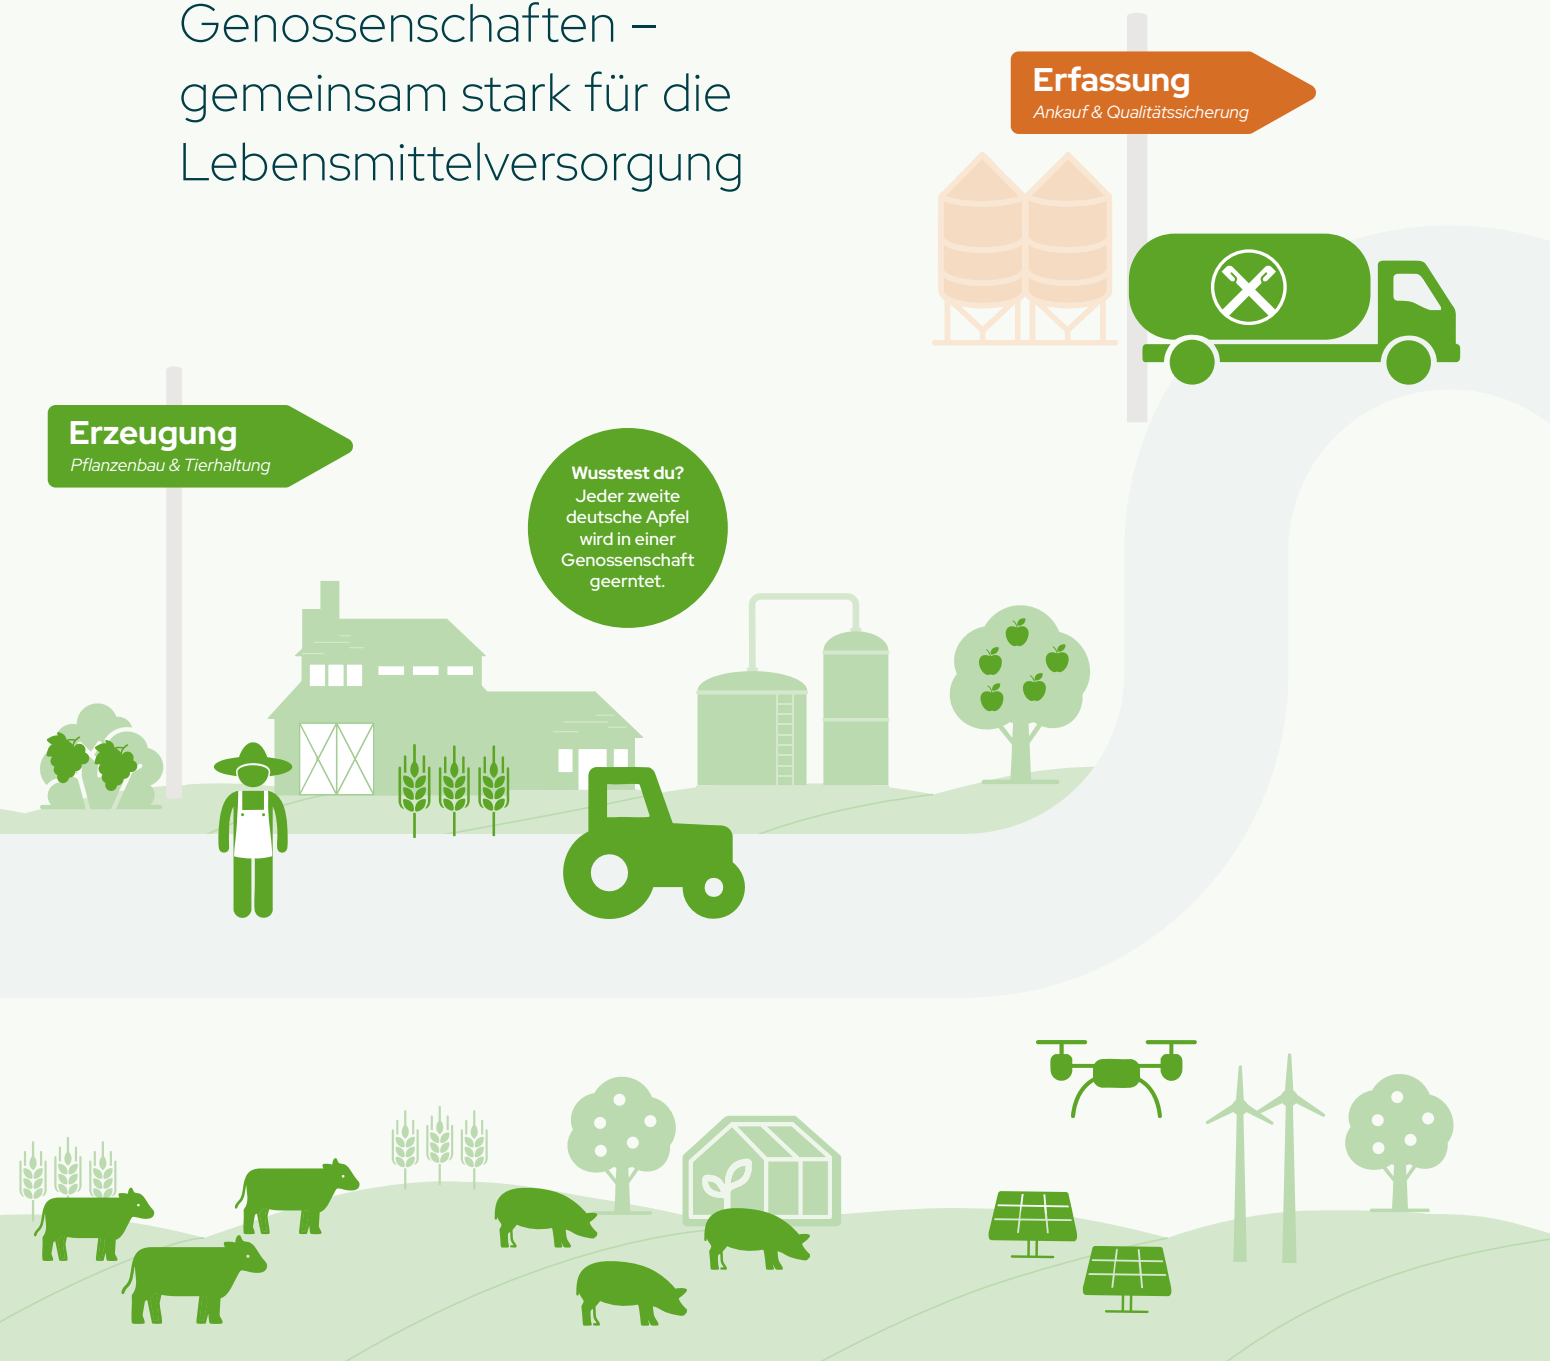 Genossenschaften –
gemeinsam stark für die
Lebensmittelversorgung
Erfassung
Ankauf & Qualitätssicherung
Erzeugung
Pflanzenbau & Tierhaltung
Wusstest du?
Jeder zweite
deutsche Apfel
wird in einer
Genossenschaft
geerntet.